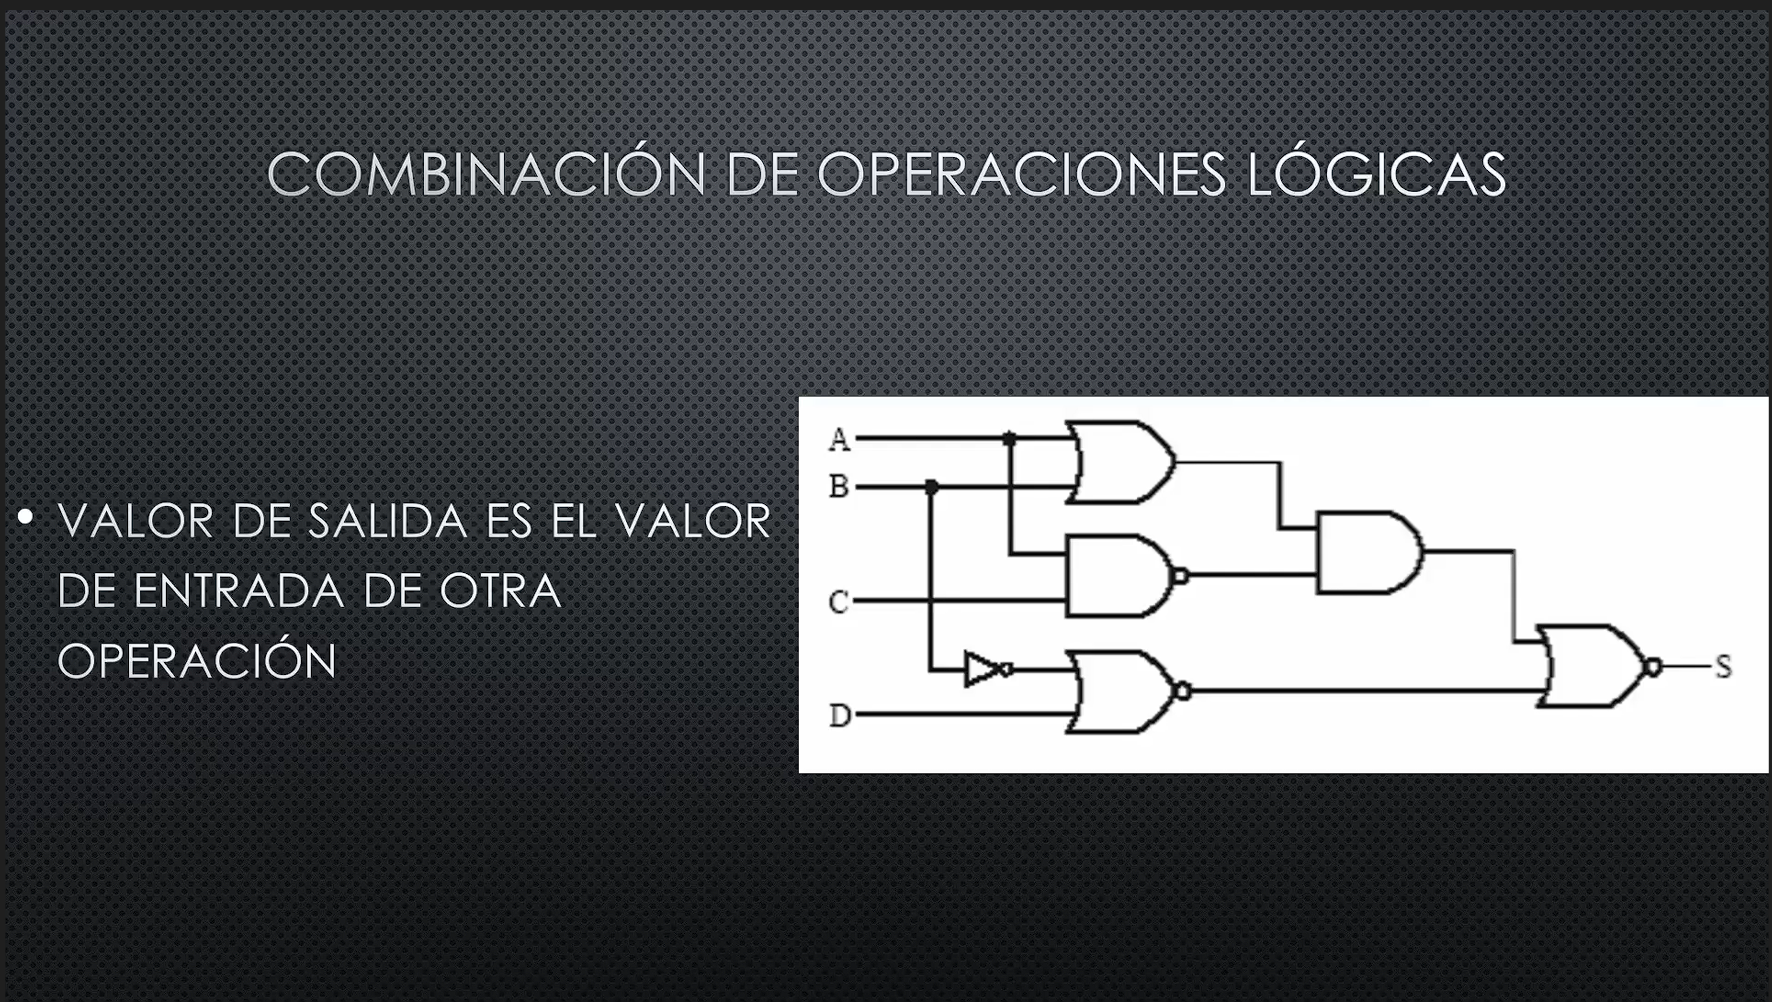 COMBINACIÓN DE OPERACIONES LÓGICAS
• VALOR DE SALIDA ES EL VALOR
DE ENTRADA DE OTRA
OPERACIÓN
A
B
C
D
S